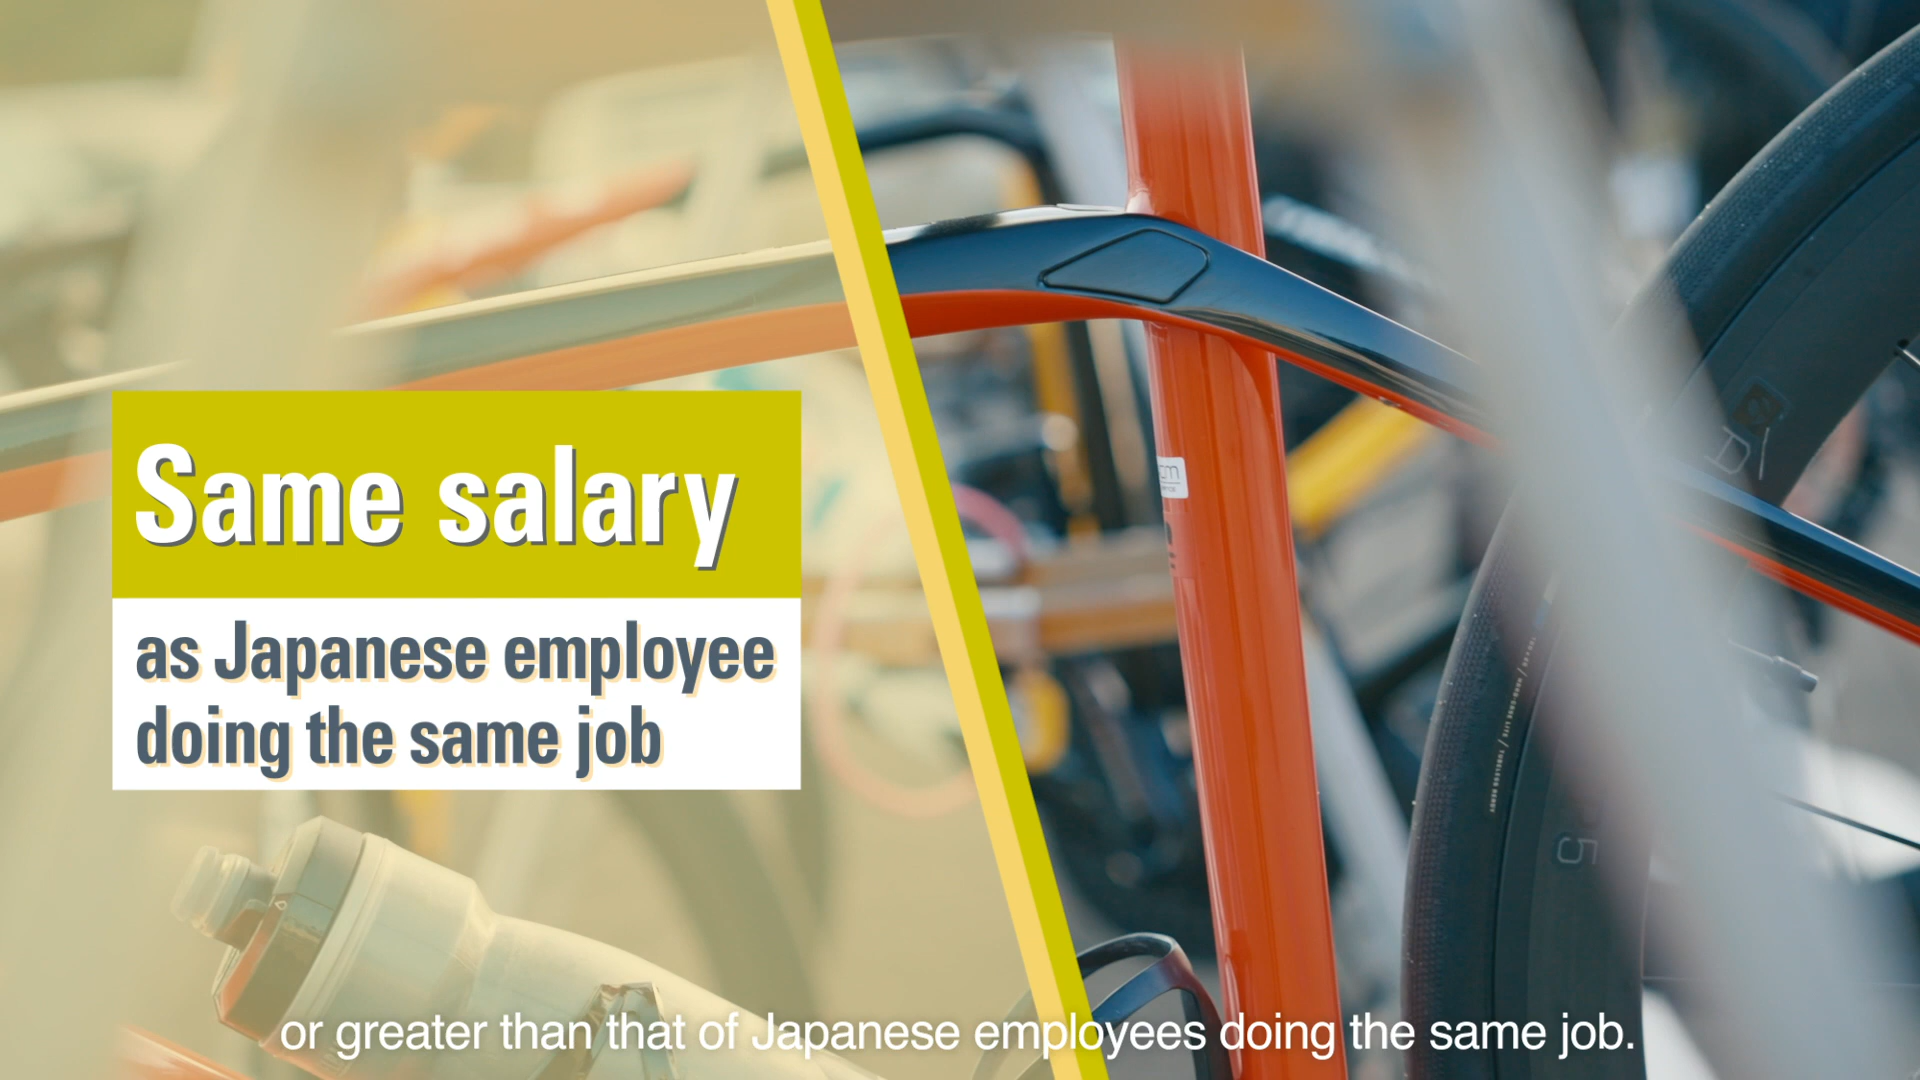 Same salary
as Japanese employee
doing the same job
or greater than that of Japanese employees doing the same job.